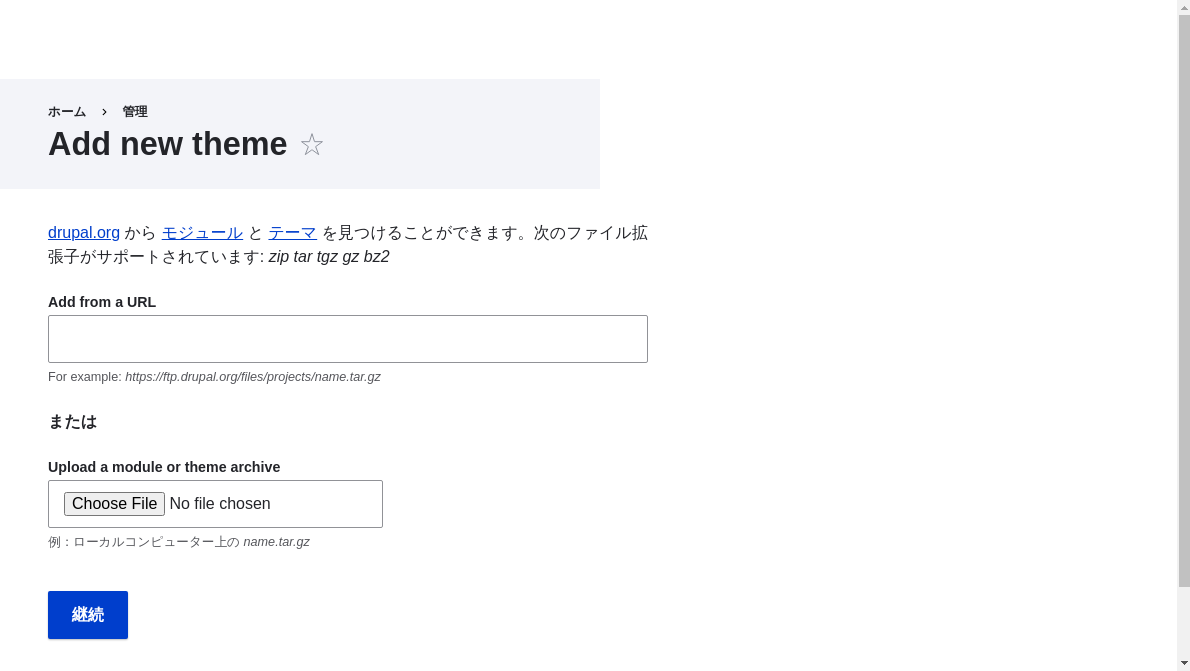 ホーム › 管理
Add new theme ☆
drupal.org から モジュール と テーマ を見つけることができます。次のファイル拡
張子がサポートされています: zip tar tgz gz bz2
Add from a URL
For example: https://ftp.drupal.org/files/projects/name.tar.gz
または
Upload a module or theme archive
Choose File No file chosen
例：ローカルコンピューター上の name.tar.gz
継続